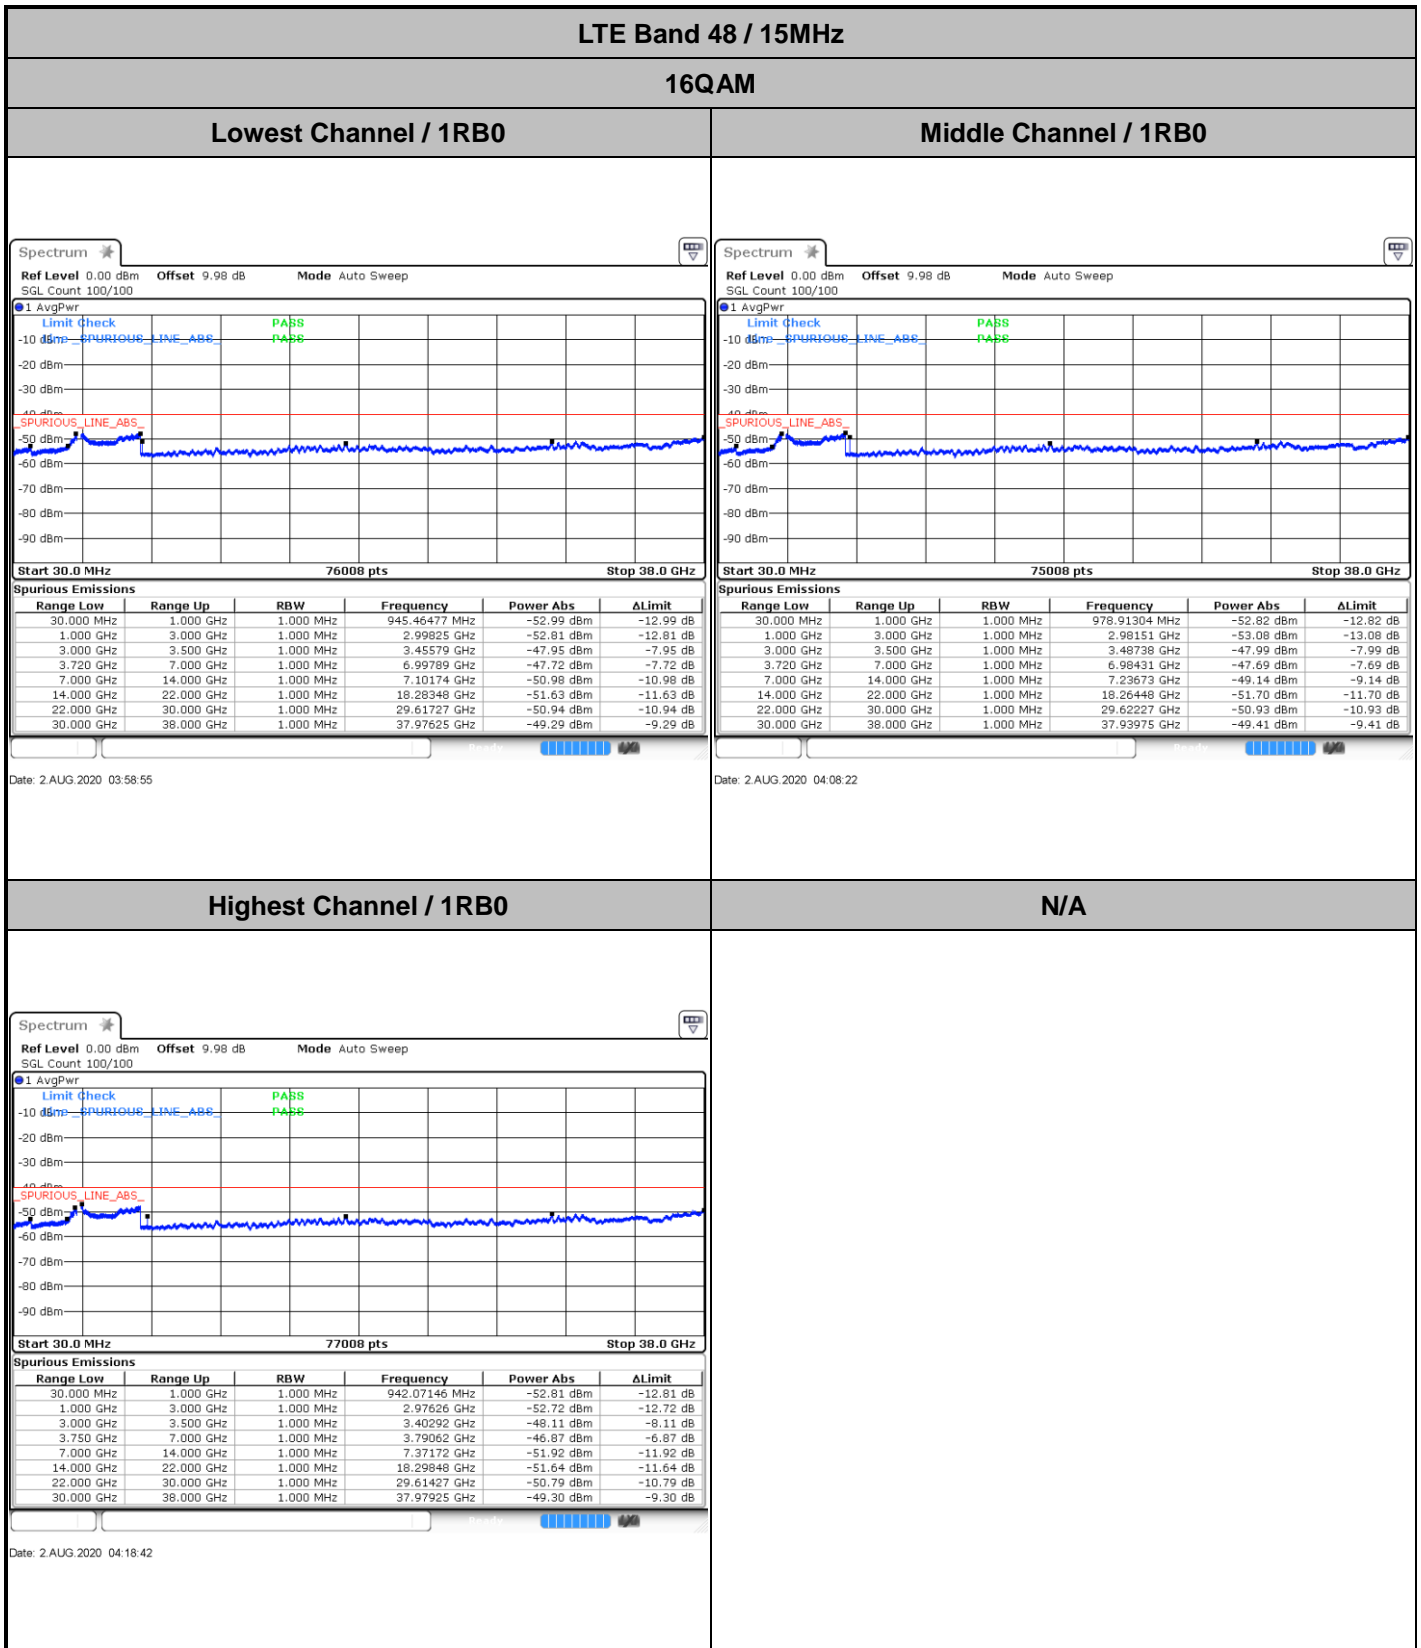 LTE Band 48 / 15MHz
16QAM
Lowest Channel / 1RB0
Middle Channel / 1RB0
Spectrum
Ref Level 0.00 dBm Offset 9.98 dB Mode Auto Sweep
SGL Count 100/100
1 AvgPwr
Limit Check PASS
Line _SPURIOUS_LINE_ABS_ PASS
-10 dBm
-20 dBm
-30 dBm
-40 dBm
_SPURIOUS_LINE_ABS_
-50 dBm
-60 dBm
-70 dBm
-80 dBm
-90 dBm
Start 30.0 MHz 76008 pts Stop 38.0 GHz
Spurious Emissions
Range Low Range Up RBW Frequency Power Abs ΔLimit
30.000 MHz 1.000 GHz 1.000 MHz 945.46477 MHz -52.99 dBm -12.99 dB
1.000 GHz 3.000 GHz 1.000 MHz 2.99825 GHz -52.81 dBm -12.81 dB
3.000 GHz 3.500 GHz 1.000 MHz 3.45579 GHz -47.95 dBm -7.95 dB
3.720 GHz 7.000 GHz 1.000 MHz 6.99789 GHz -47.72 dBm -7.72 dB
7.000 GHz 14.000 GHz 1.000 MHz 7.10174 GHz -50.98 dBm -10.98 dB
14.000 GHz 22.000 GHz 1.000 MHz 18.28348 GHz -51.63 dBm -11.63 dB
22.000 GHz 30.000 GHz 1.000 MHz 29.61727 GHz -50.94 dBm -10.94 dB
30.000 GHz 38.000 GHz 1.000 MHz 37.97625 GHz -49.29 dBm -9.29 dB
Ready
Date: 2.AUG.2020 03:58:55
Spectrum
Ref Level 0.00 dBm Offset 9.98 dB Mode Auto Sweep
SGL Count 100/100
1 AvgPwr
Limit Check PASS
Line _SPURIOUS_LINE_ABS_ PASS
-10 dBm
-20 dBm
-30 dBm
-40 dBm
_SPURIOUS_LINE_ABS_
-50 dBm
-60 dBm
-70 dBm
-80 dBm
-90 dBm
Start 30.0 MHz 75008 pts Stop 38.0 GHz
Spurious Emissions
Range Low Range Up RBW Frequency Power Abs ΔLimit
30.000 MHz 1.000 GHz 1.000 MHz 978.91304 MHz -52.82 dBm -12.82 dB
1.000 GHz 3.000 GHz 1.000 MHz 2.98151 GHz -53.08 dBm -13.08 dB
3.000 GHz 3.500 GHz 1.000 MHz 3.48738 GHz -47.99 dBm -7.99 dB
3.720 GHz 7.000 GHz 1.000 MHz 6.98431 GHz -47.69 dBm -7.69 dB
7.000 GHz 14.000 GHz 1.000 MHz 7.23673 GHz -49.14 dBm -9.14 dB
14.000 GHz 22.000 GHz 1.000 MHz 18.26448 GHz -51.70 dBm -11.70 dB
22.000 GHz 30.000 GHz 1.000 MHz 29.62227 GHz -50.93 dBm -10.93 dB
30.000 GHz 38.000 GHz 1.000 MHz 37.93975 GHz -49.41 dBm -9.41 dB
Ready
Date: 2.AUG.2020 04:08:22
Highest Channel / 1RB0
N/A
Spectrum
Ref Level 0.00 dBm Offset 9.98 dB Mode Auto Sweep
SGL Count 100/100
1 AvgPwr
Limit Check PASS
Line _SPURIOUS_LINE_ABS_ PASS
-10 dBm
-20 dBm
-30 dBm
-40 dBm
_SPURIOUS_LINE_ABS_
-50 dBm
-60 dBm
-70 dBm
-80 dBm
-90 dBm
Start 30.0 MHz 77008 pts Stop 38.0 GHz
Spurious Emissions
Range Low Range Up RBW Frequency Power Abs ΔLimit
30.000 MHz 1.000 GHz 1.000 MHz 942.07146 MHz -52.81 dBm -12.81 dB
1.000 GHz 3.000 GHz 1.000 MHz 2.97626 GHz -52.72 dBm -12.72 dB
3.000 GHz 3.500 GHz 1.000 MHz 3.40292 GHz -48.11 dBm -8.11 dB
3.750 GHz 7.000 GHz 1.000 MHz 3.79062 GHz -46.87 dBm -6.87 dB
7.000 GHz 14.000 GHz 1.000 MHz 7.37172 GHz -51.92 dBm -11.92 dB
14.000 GHz 22.000 GHz 1.000 MHz 18.29848 GHz -51.64 dBm -11.64 dB
22.000 GHz 30.000 GHz 1.000 MHz 29.61427 GHz -50.79 dBm -10.79 dB
30.000 GHz 38.000 GHz 1.000 MHz 37.97925 GHz -49.30 dBm -9.30 dB
Ready
Date: 2.AUG.2020 04:18:42